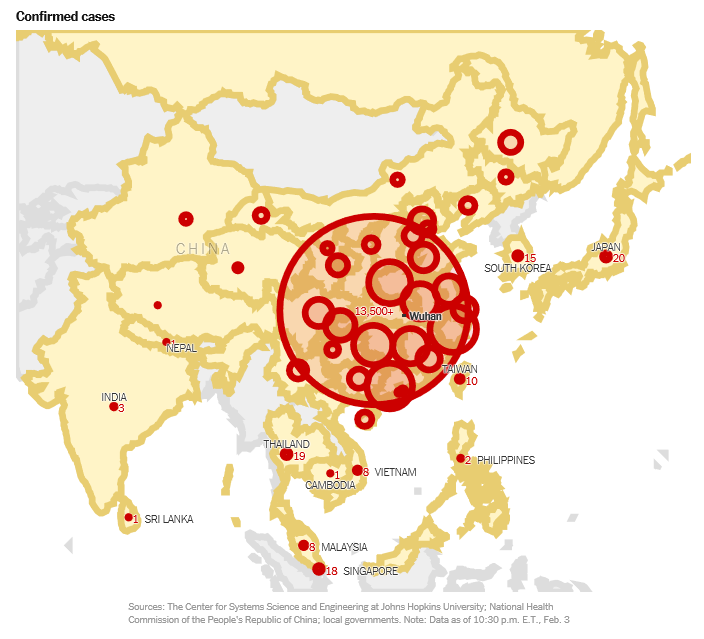 Confirmed cases
CHINA
JAPAN
15
20
SOUTH KOREA
13,500+
Wuhan
1
NEPAL
TAIWAN
10
INDIA
3
THAILAND
19
2 PHILIPPINES
1
8 VIETNAM
CAMBODIA
1 SRI LANKA
8 MALAYSIA
18 SINGAPORE
Sources: The Center for Systems Science and Engineering at Johns Hopkins University; National Health
Commission of the People's Republic of China; local governments. Note: Data as of 10:30 p.m. E.T., Feb. 3